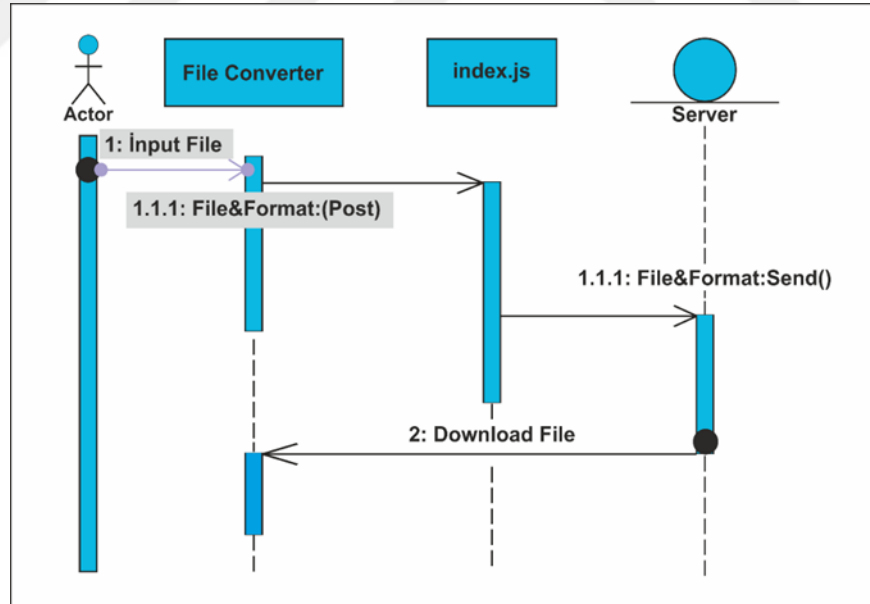 File Converter
index.js
Actor
Server
1: İnput File
1.1.1: File&Format:(Post)
1.1.1: File&Format:Send()
2: Download File